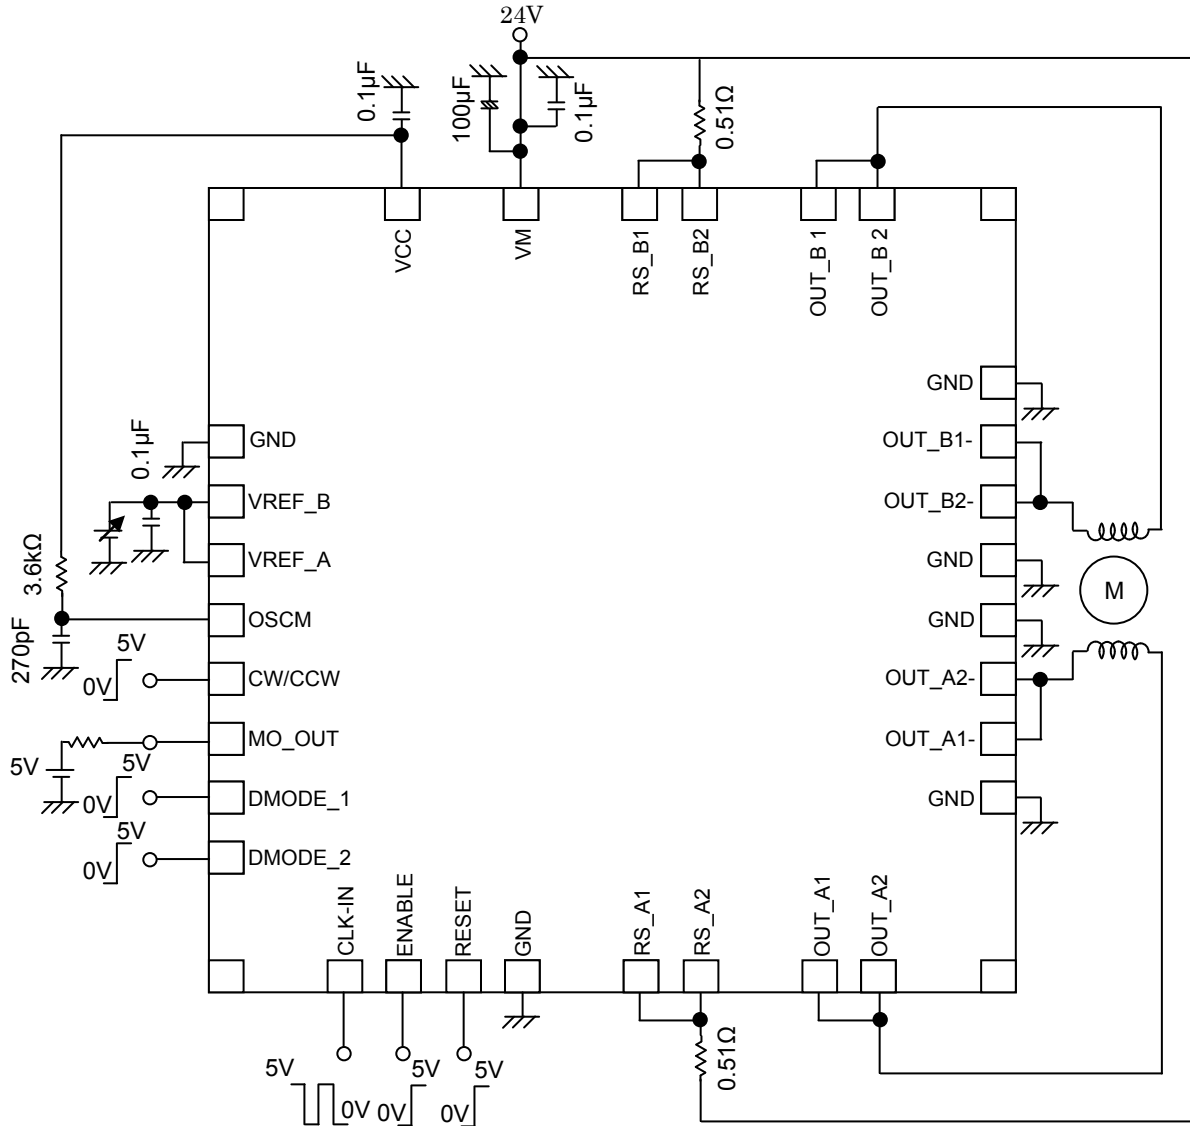 24V
0.1µF
100µF
0.1µF
0.51Ω
VCC
VM
RS_B1
RS_B2
OUT_B 1
OUT_B 2
GND
GND
OUT_B1-
0.1µF
VREF_B
OUT_B2-
3.6kΩ
VREF_A
GND
M
OSCM
GND
270pF
5V
0V
CW/CCW
OUT_A2-
MO_OUT
OUT_A1-
5V
5V
0V
DMODE_1
GND
5V
0V
DMODE_2
CLK-IN
ENABLE
RESET
GND
RS_A1
RS_A2
OUT_A1
OUT_A2
0.51Ω
5V
0V
5V
0V
5V
0V